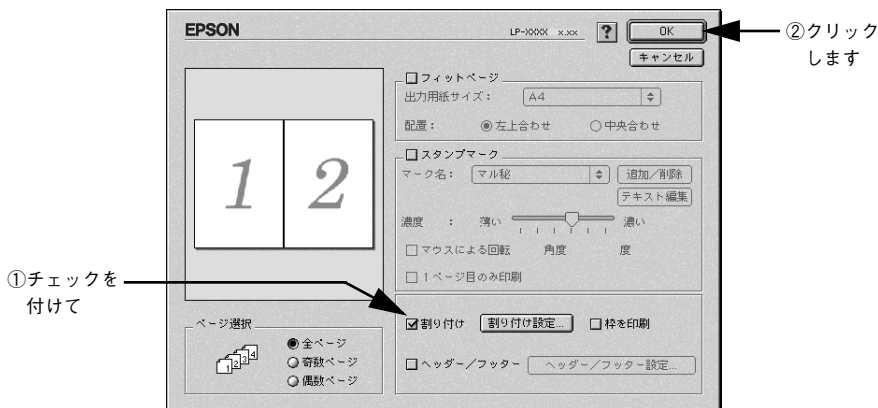 EPSON
LP-XXXX x.xx
?
OK
キャンセル
②クリック
します
フィットページ
出力用紙サイズ：
A4
配置：
左上合わせ
中央合わせ
1 2
スタンプマーク
マーク名：
マル秘
追加／削除
テキスト編集
濃度 ：
薄い
濃い
マウスによる回転
角度
度
1ページ目のみ印刷
①チェックを
付けて
割り付け
割り付け設定...
枠を印刷
ヘッダー／フッター
ヘッダー／フッター設定...
ページ選択
1 2 3 4
全ページ
奇数ページ
偶数ページ